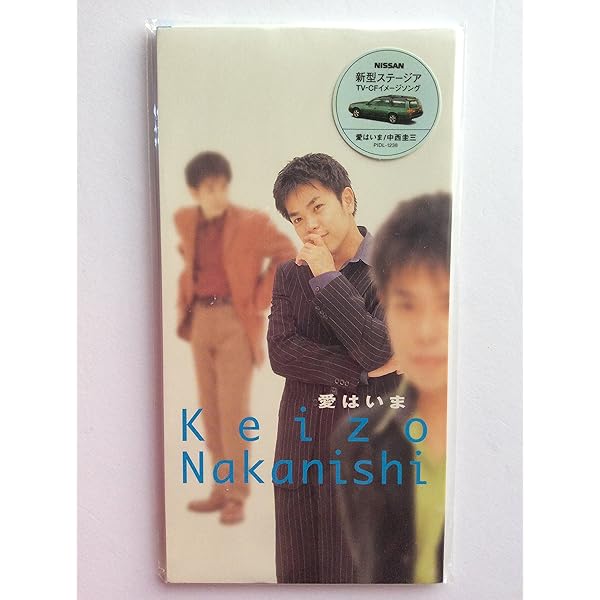 NISSAN
新型ステージア
TV-CFイメージソング
愛はいま/中西圭三
PIDL-1238
愛はいま
Keizo
Nakanishi